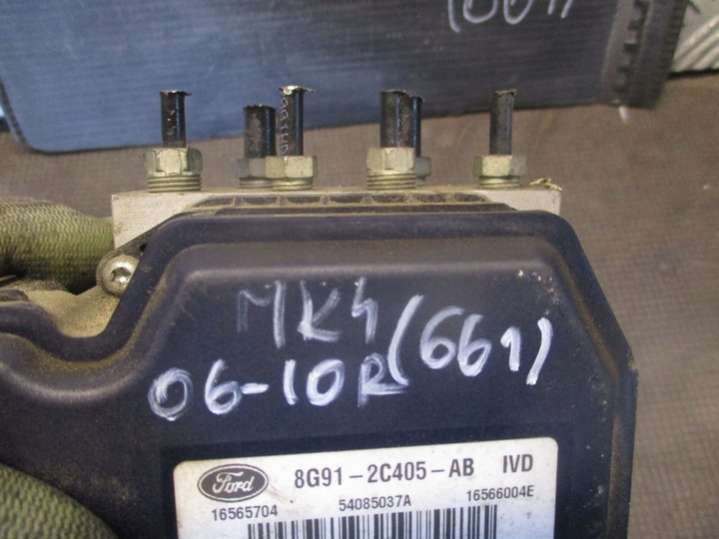 (661)
MK4
(661)
06-10R
Ford 8G91-2C405-AB IVD
16565704 54085037A 16566004E